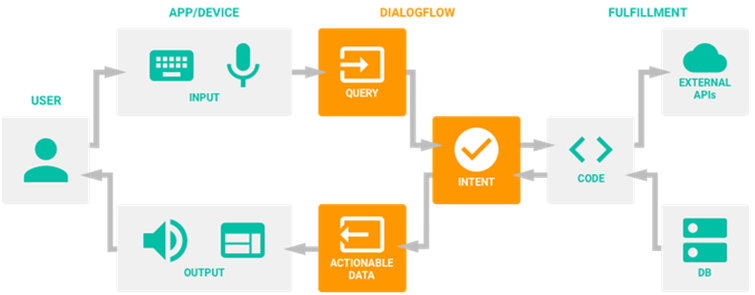 APP/DEVICE
DIALOGFLOW
FULFILLMENT
INPUT
QUERY
EXTERNAL
APIs
USER
INTENT
CODE
OUTPUT
ACTIONABLE
DATA
DB